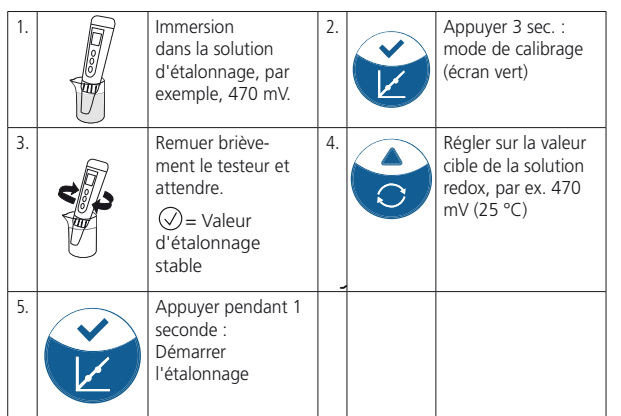 1.
Immersion
dans la solution
d'étalonnage, par
exemple, 470 mV.
2.
Appuyer 3 sec. :
mode de calibrage
(écran vert)
3.
Remuer briève-
ment le testeur et
attendre.
= Valeur
d'étalonnage
stable
4.
Régler sur la valeur
cible de la solution
redox, par ex. 470
mV (25 °C)
5.
Appuyer pendant 1
seconde :
Démarrer
l'étalonnage